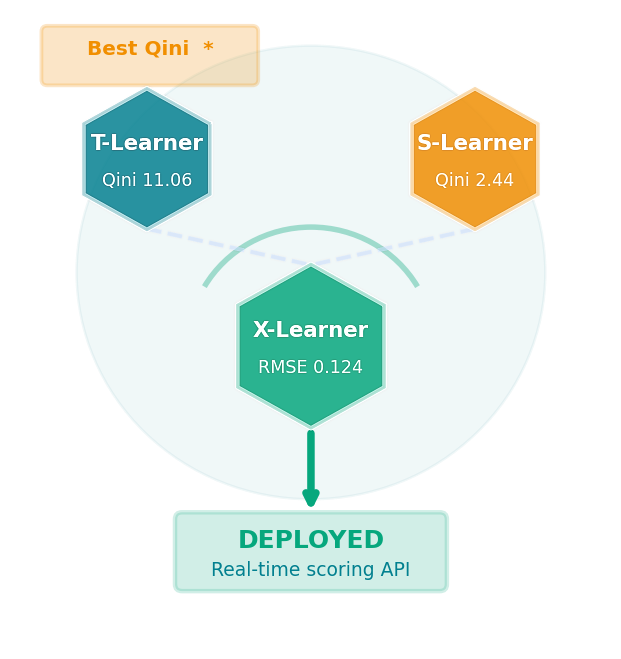 Best Qini *
T-Learner
Qini 11.06
S-Learner
Qini 2.44
X-Learner
RMSE 0.124
DEPLOYED
Real-time scoring API